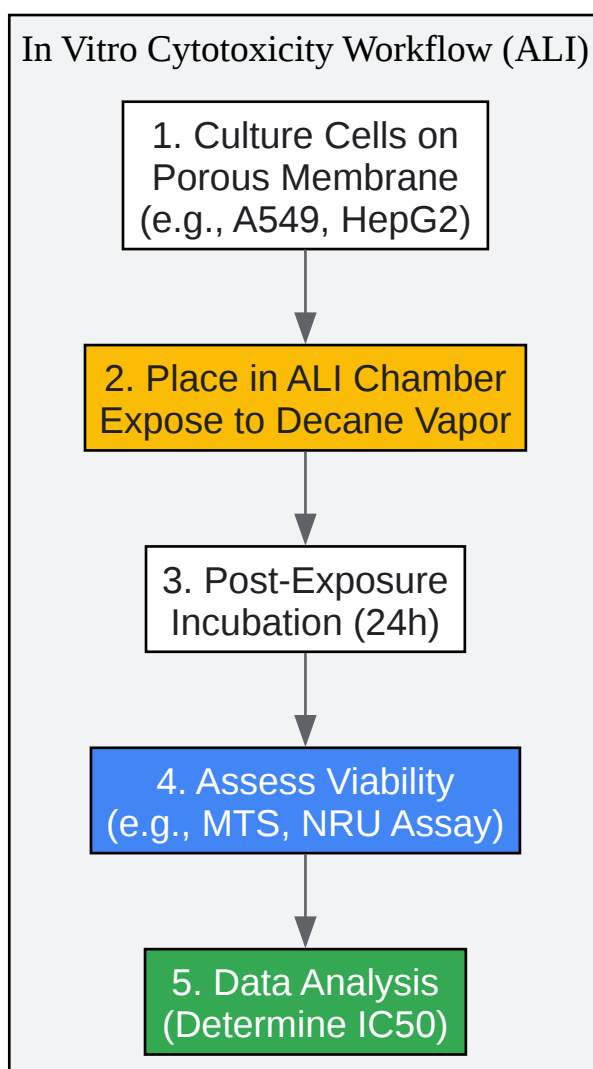 In Vitro Cytotoxicity Workflow (ALI)
1. Culture Cells on
Porous Membrane
(e.g., A549, HepG2)
2. Place in ALI Chamber
Expose to Decane Vapor
3. Post-Exposure
Incubation (24h)
4. Assess Viability
(e.g., MTS, NRU Assay)
5. Data Analysis
(Determine IC50)